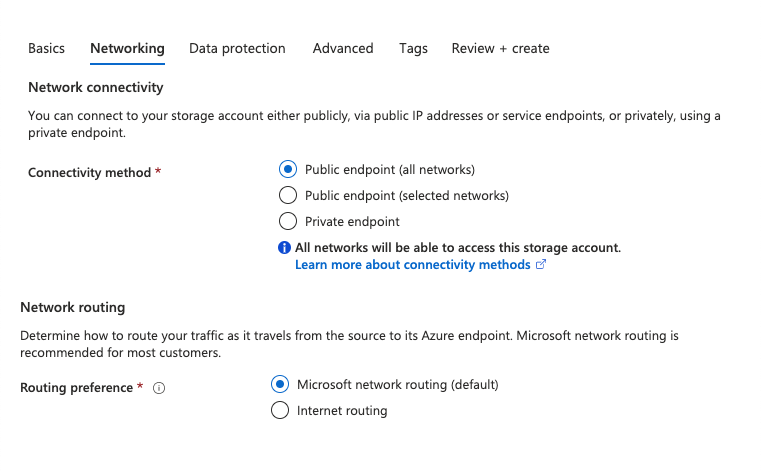 Basics Networking Data protection Advanced Tags Review + create
Network connectivity
You can connect to your storage account either publicly, via public IP addresses or service endpoints, or privately, using a
private endpoint.
Connectivity method * Public endpoint (all networks)
Public endpoint (selected networks)
Private endpoint
All networks will be able to access this storage account.
Learn more about connectivity methods
Network routing
Determine how to route your traffic as it travels from the source to its Azure endpoint. Microsoft network routing is
recommended for most customers.
Routing preference * Microsoft network routing (default)
Internet routing